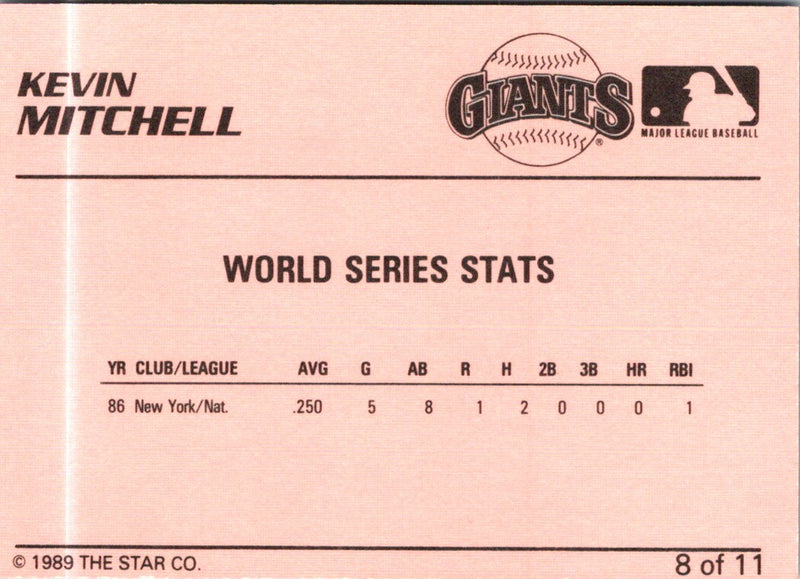 KEVIN
MITCHELL
GIANTS
®
MAJOR LEAGUE BASEBALL
WORLD SERIES STATS
YR CLUB/LEAGUE AVG G AB R H 2B 3B HR RBI
86 New York/Nat. .250 5 8 1 2 0 0 0 1
© 1989 THE STAR CO.
8 of 11